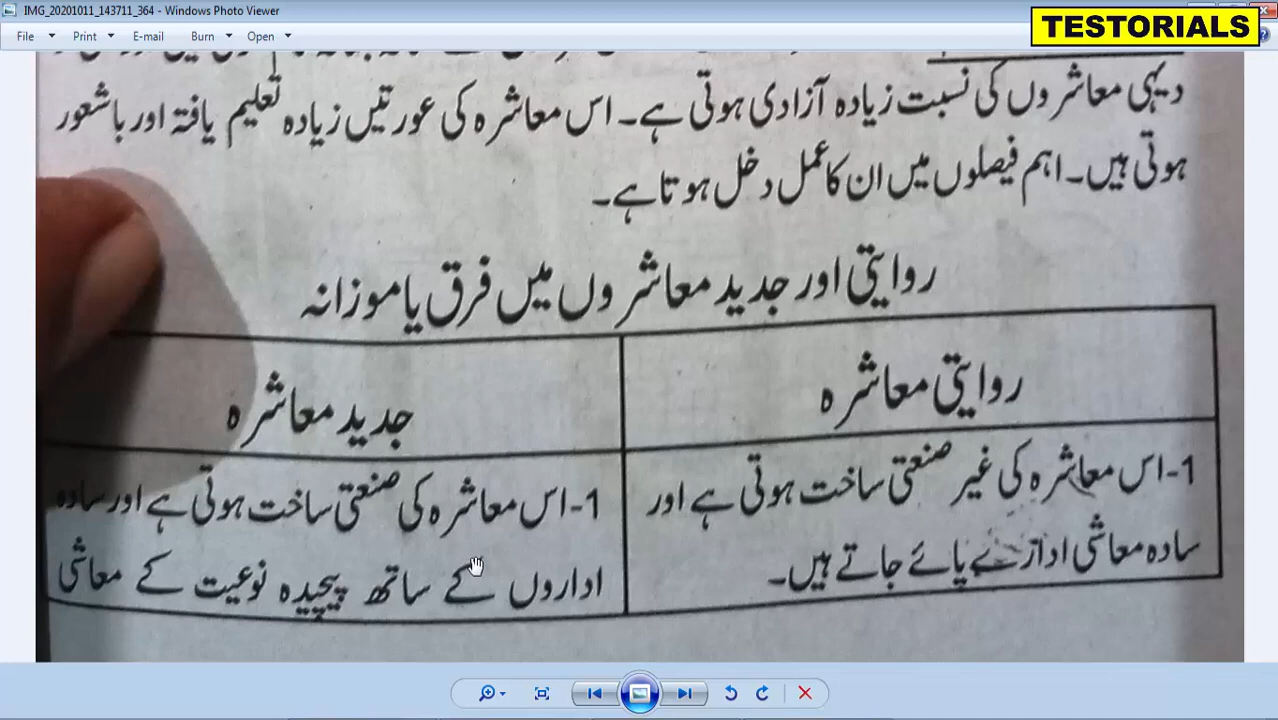 IMG_20201011_143711_364 - Windows Photo Viewer
TESTORIALS
File Print E-mail Burn Open
دیہی معاشروں کی نسبت زیادہ آزادی ہوتی ہے۔ اس معاشرہ کی عورتیں زیادہ تعلیم یافتہ اور باشعور
ہوتی ہیں۔ اہم فیصلوں میں ان کا عمل دخل ہوتا ہے۔
روایتی اور جدید معاشروں میں فرق یا موازنہ
روایتی معاشرہ
جدید معاشرہ
1-اس معاشرہ کی غیر صنعتی ساخت ہوتی ہے اور
سادہ معاشی ادارے پائے جاتے ہیں۔
1-اس معاشرہ کی صنعتی ساخت ہوتی ہے اور سادہ
اداروں کے ساتھ پیچیدہ نوعیت کے معاشی